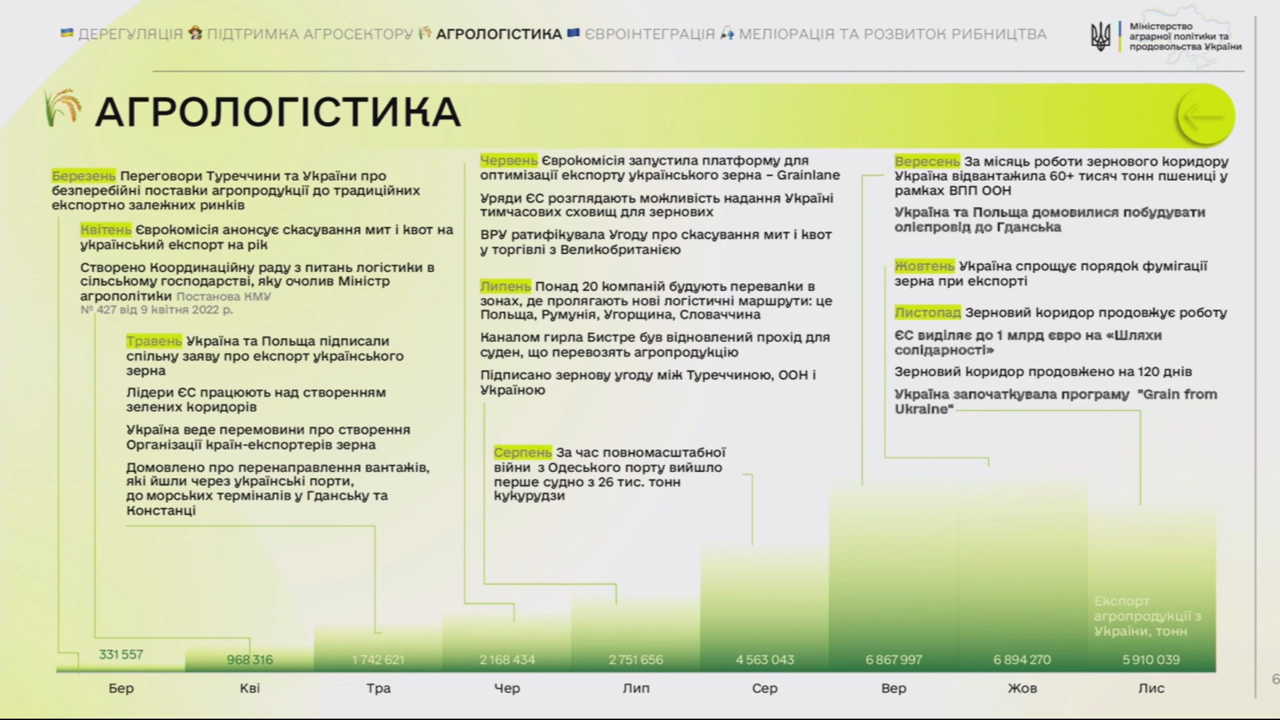 ДЕРЕГУЛЯЦІЯ ПІДТРИМКА АГРОСЕКТОРУ АГРОЛОГІСТИКА ЄВРОІНТЕГРАЦІЯ МЕЛІОРАЦІЯ ТА РОЗВИТОК РИБНИЦТВА
Міністерство
аграрної політики та
продовольства України
АГРОЛОГІСТИКА
Березень Переговори Туреччини та України про
безперебійні поставки агропродукції до традиційних
експортно залежних ринків
Квітень Єврокомісія анонсує скасування мит і квот на
український експорт на рік
Створено Координаційну раду з питань логістики в
сільському господарстві, яку очолив Міністр
агрополітики Постанова КМУ
№ 427 від 9 квітня 2022 р.
Травень Україна та Польща підписали
спільну заяву про експорт українського
зерна
Лідери ЄС працюють над створенням
зелених коридорів
Україна веде перемовини про створення
Організації країн-експортерів зерна
Домовлено про перенаправлення вантажів,
які йшли через українські порти,
до морських терміналів у Гданську та
Констанці
Червень Єврокомісія запустила платформу для
оптимізації експорту українського зерна – Grainlane
Уряди ЄС розглядають можливість надання Україні
тимчасових сховищ для зернових
ВРУ ратифікувала Угоду про скасування мит і квот
у торгівлі з Великобританією
Липень Понад 20 компаній будують перевалки в
зонах, де пролягають нові логістичні маршрути: це
Польща, Румунія, Угорщина, Словаччина
Каналом гирла Бистре був відновлений прохід для
суден, що перевозять агропродукцію
Підписано зернову угоду між Туреччиною, ООН і
Україною
Серпень За час повномасштабної
війни з Одеського порту вийшло
перше судно з 26 тис. тонн
кукурудзи
Вересень За місяць роботи зернового коридору
Україна відвантажила 60+ тисяч тонн пшениці у
рамках ВПП ООН
Україна та Польща домовилися побудувати
олієпровід до Гданська
Жовтень Україна спрощує порядок фумігації
зерна при експорті
Листопад Зерновий коридор продовжує роботу
ЄС виділяє до 1 млрд євро на «Шляхи
солідарності»
Зерновий коридор продовжено на 120 днів
Україна започаткувала програму "Grain from
Ukraine"
Експорт
агропродукції з
України, тонн
331 557 968 316 1 742 621 2 168 434 2 751 656 4 563 043 6 867 997 6 894 270 5 910 039
Бер Кві Тра Чер Лип Сер Вер Жов Лис
6